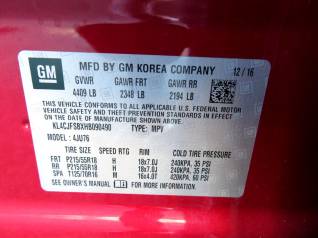 GM
MFD BY GM KOREA COMPANY 12/16
GVWR GAWR FRT GAWR RR
4409 LB 2348 LB 2194 LB
THIS VEHICLE CONFORMS TO ALL APPLICABLE U.S. FEDERAL MOTOR
VEHICLE SAFETY, BUMPER, AND THEFT PREVENTION STANDARDS IN
EFFECT ON THE DATE OF MANUFACTURE SHOWN ABOVE.
KL4CJFSBXHB090490 TYPE: MPV
MODEL : 4JU76
TIRE SIZE SPEED RTG RIM COLD TIRE PRESSURE
FRT P215/55R18 H 18x7.0J 240KPA, 35 PSI
RR P215/55R18 H 18x7.0J 240KPA, 35 PSI
SPA T125/70R16 M 16x4.0T 420KPA, 60 PSI
SEE OWNER'S MANUAL FOR MORE INFORMATION